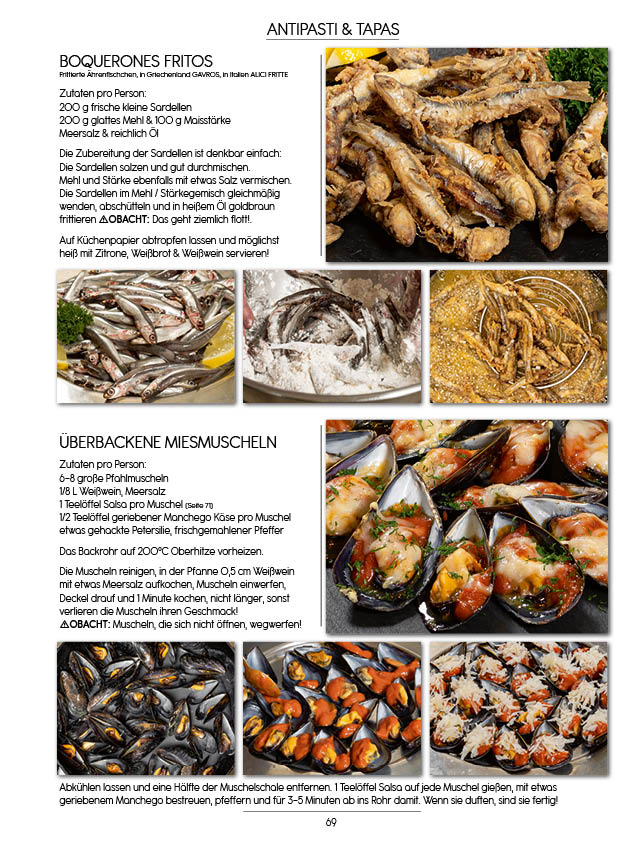 ANTIPASTI & TAPAS
BOQUERONES FRITOS
Frittierte Ährenfischchen, in Griechenland GAVROS, in Italien ALICI FRITTE
Zutaten pro Person:
200 g frische kleine Sardellen
200 g glattes Mehl & 100 g Maisstärke
Meersalz & reichlich Öl
Die Zubereitung der Sardellen ist denkbar einfach:
Die Sardellen salzen und gut durchmischen.
Mehl und Stärke ebenfalls mit etwas Salz vermischen.
Die Sardellen im Mehl / Stärkegemisch gleichmäßig
wenden, abschütteln und in heißem Öl goldbraun
frittieren ⚠OBACHT: Das geht ziemlich flott!.
Auf Küchenpapier abtropfen lassen und möglichst
heiß mit Zitrone, Weißbrot & Weißwein servieren!
ÜBERBACKENE MIESMUSCHELN
Zutaten pro Person:
6–8 große Pfahlmuscheln
1/8 L Weißwein, Meersalz
1 Teelöffel Salsa pro Muschel (Seite 71)
1/2 Teelöffel geriebener Manchego Käse pro Muschel
etwas gehackte Petersilie, frischgemahlener Pfeffer
Das Backrohr auf 200°C Oberhitze vorheizen.
Die Muscheln reinigen, in der Pfanne 0,5 cm Weißwein
mit etwas Meersalz aufkochen, Muscheln einwerfen,
Deckel drauf und 1 Minute kochen, nicht länger, sonst
verlieren die Muscheln ihren Geschmack!
⚠OBACHT: Muscheln, die sich nicht öffnen, wegwerfen!
Abkühlen lassen und eine Hälfte der Muschelschale entfernen. 1 Teelöffel Salsa auf jede Muschel gießen, mit etwas
geriebenem Manchego bestreuen, pfeffern und für 3–5 Minuten ab ins Rohr damit. Wenn sie duften, sind sie fertig!
69